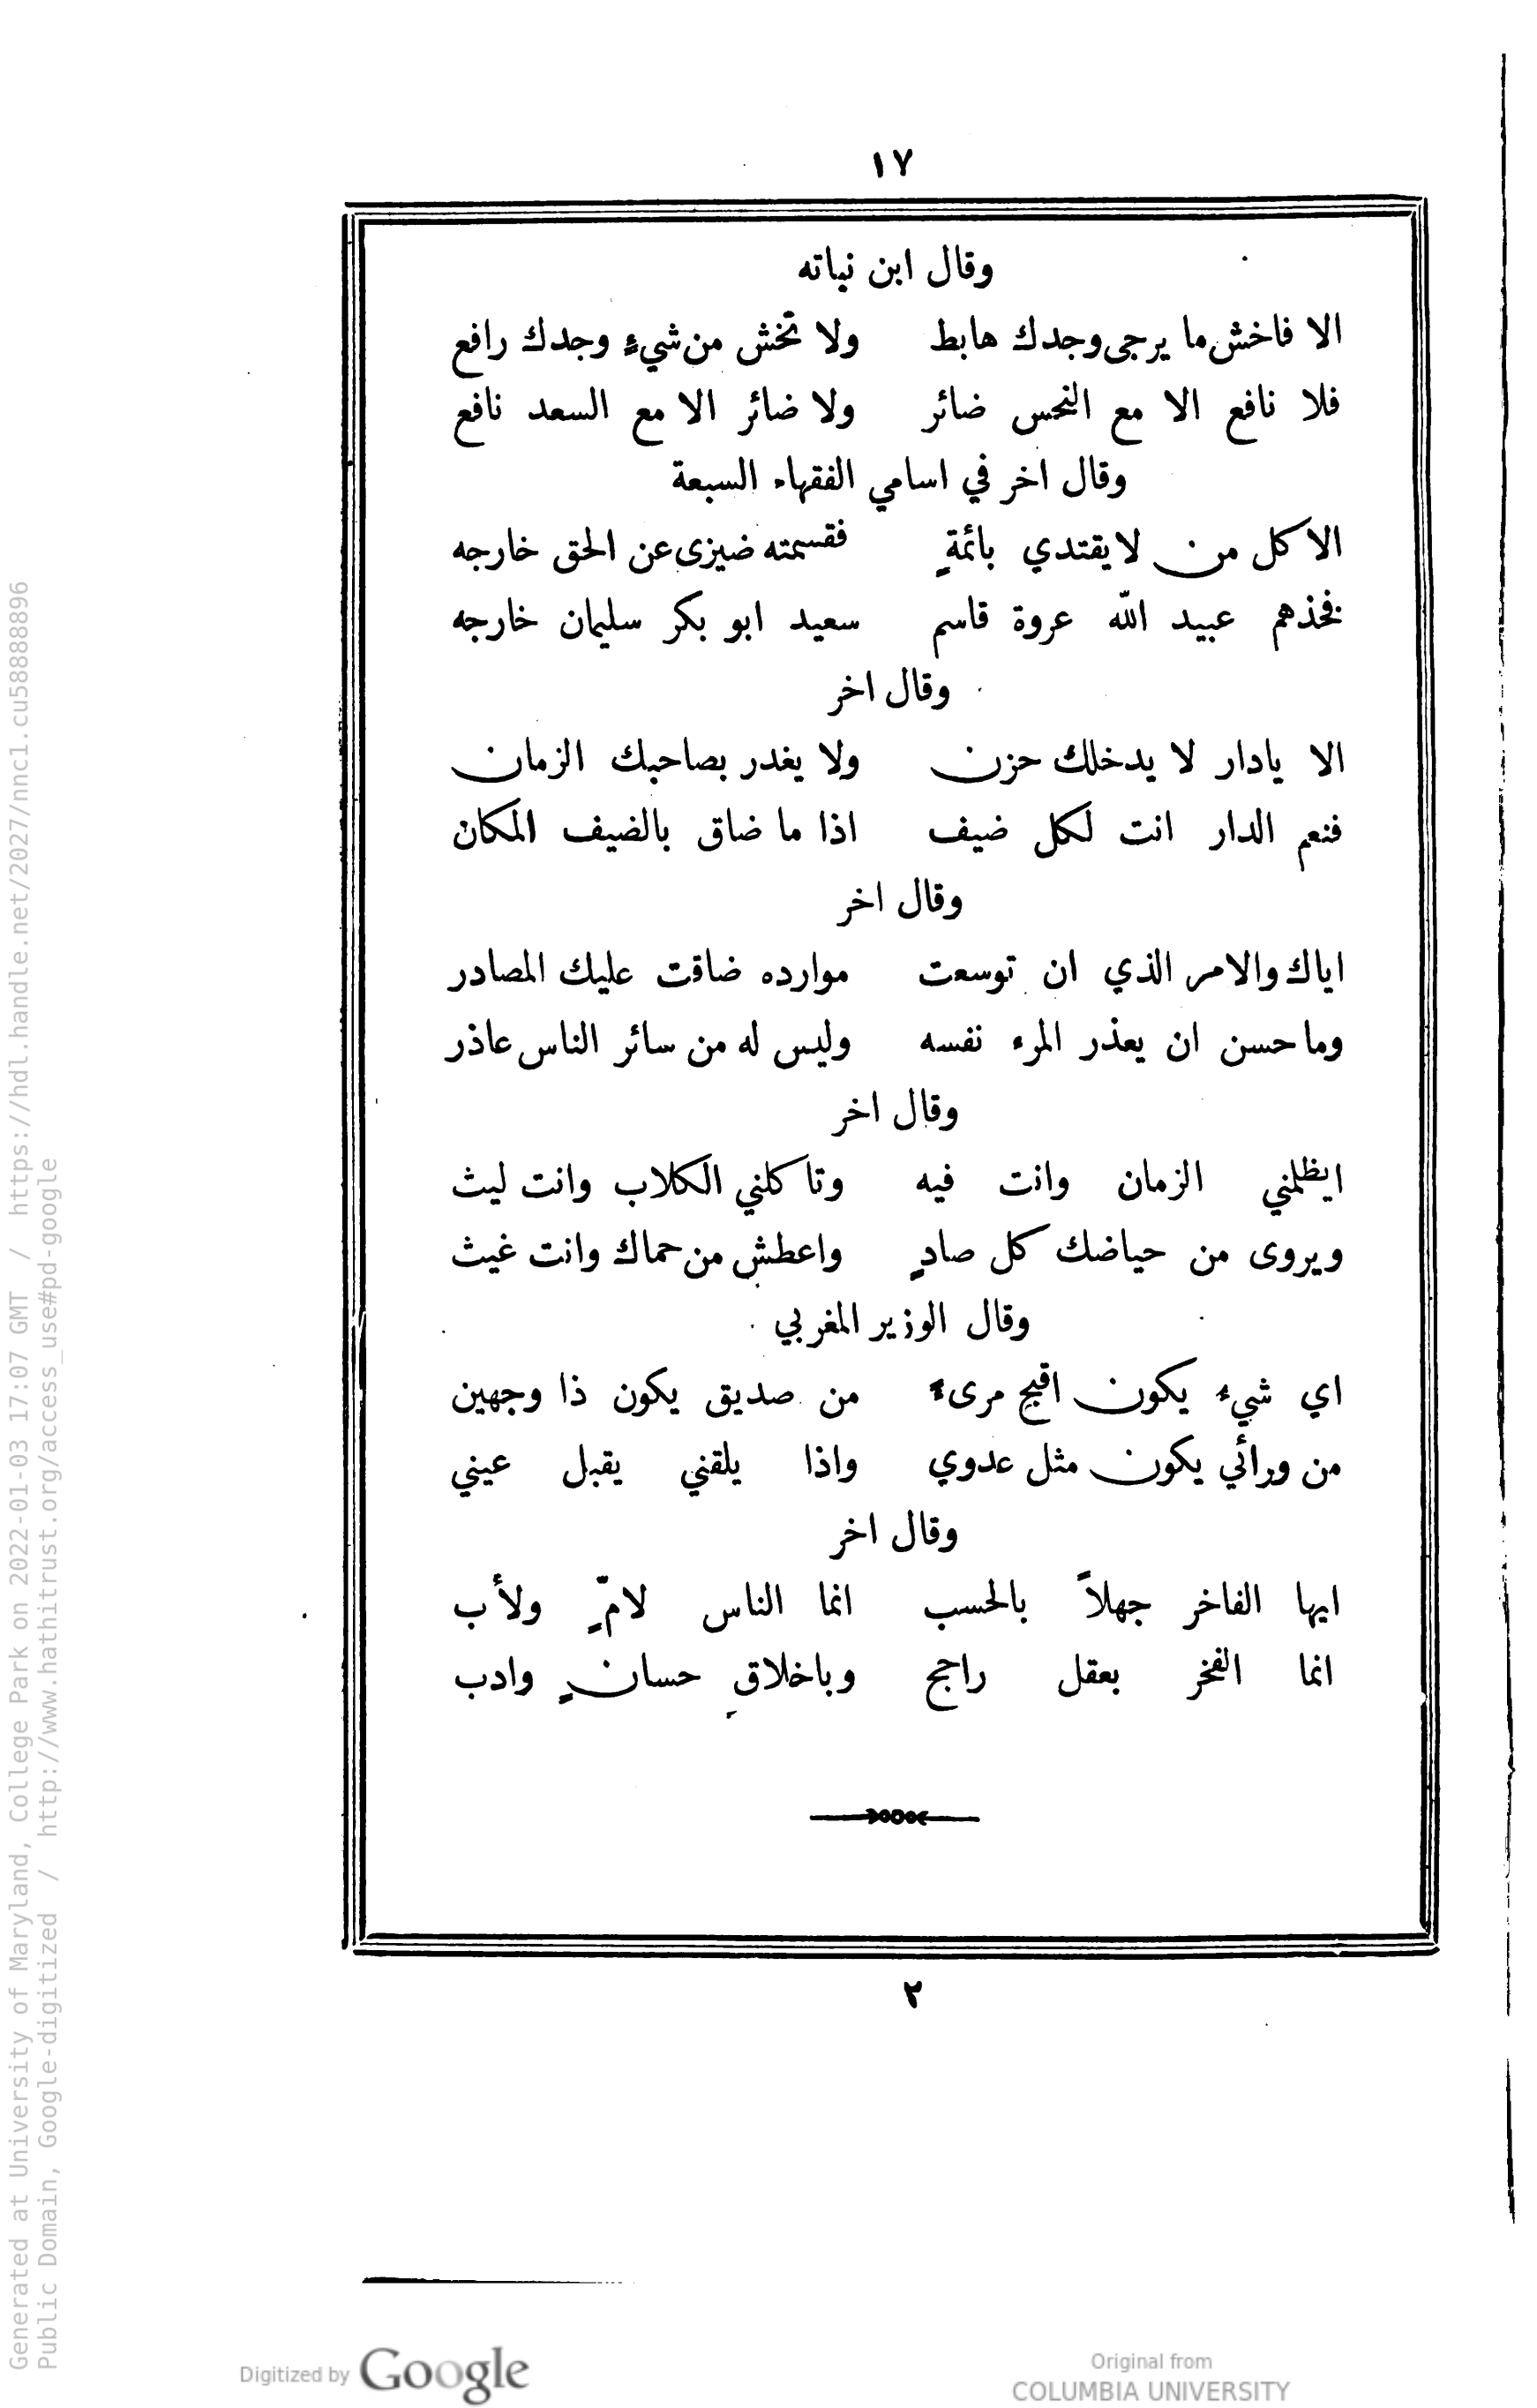 ١٧
وقال ابن نباته
الا فاخش ما يرجى وجدك هابط ولا تخش من شيءٍ وجدك رافع
فلا نافع الا مع النحس ضائر ولا ضائر الا مع السعد نافع
وقال اخر في اسامي الفقهاء السبعة
الا كل من لا يقتدي بائمةٍ فقسمته ضيزى عن الحق خارجه
فخذهم عبيد الله عروة قاسم سعيد ابو بكر سليمان خارجه
وقال اخر
الا يادار لا يدخلك حزن ولا يغدر بصاحبك الزمان
فنعم الدار انت لكل ضيف اذا ما ضاق بالضيف المكان
وقال اخر
اياك والامر الذي ان توسعت موارده ضاقت عليك المصادر
وما حسن ان يعذر المرء نفسه وليس له من سائر الناس عاذر
وقال اخر
ايظلمني الزمان وانت فيه وتاكلني الكلاب وانت ليث
ويروى من حياضك كل صادٍ واعطش من حماك وانت غيث
وقال الوزير المغربي
اي شيء يكون اقبح مرىء من صديق يكون ذا وجهين
من ورائي يكون مثل عدوي واذا يلقني يقبل عيني
وقال اخر
ايها الفاخر جهلاً بالحسب انما الناس لامٍّ ولأب
انما الفخر بعقل راجح وباخلاقِ حسانٍ وادب
٢
Generated at University of Maryland, College Park on 2022-01-03 17:07 GMT / https://hdl.handle.net/2027/nnc1.cu58888896
Public Domain, Google-digitized / http://www.hathitrust.org/access_use#pd-google
Digitized by Google
Original from
COLUMBIA UNIVERSITY